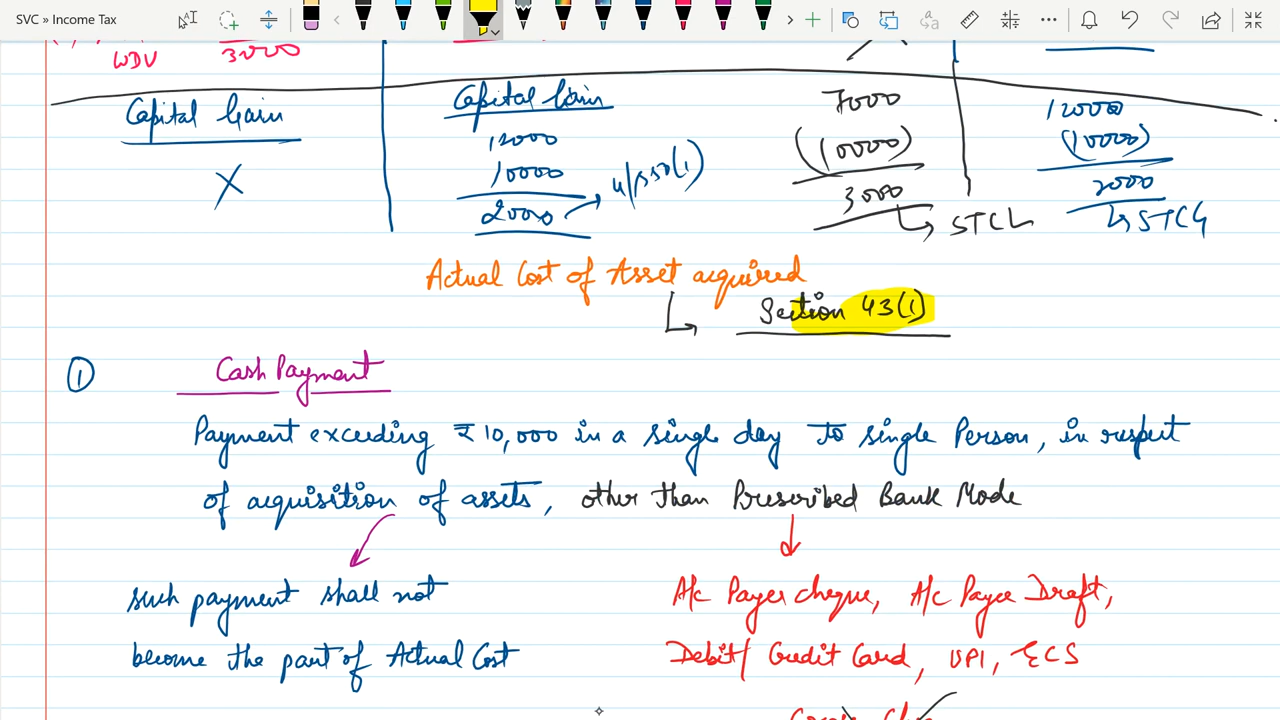 SVC » Income Tax
WDV 3000
Capital Gain
X
Capital Gain
12000
10000
2000 → u/s 50(1)
7000
(10000)
3000
↳ STCL
12000
(10000)
2000
↳ STCG
Actual Cost of Asset acquired
↳ Section 43(1)
① Cash Payment
Payment exceeding ₹10,000 in a single day to single Person, in respect
of acquisition of assets, other than Prescribed Bank Mode
such payment shall not
become the part of Actual Cost
A/c Payee cheque, A/c Payee Draft,
Debit/ Credit Card, UPI, ECS